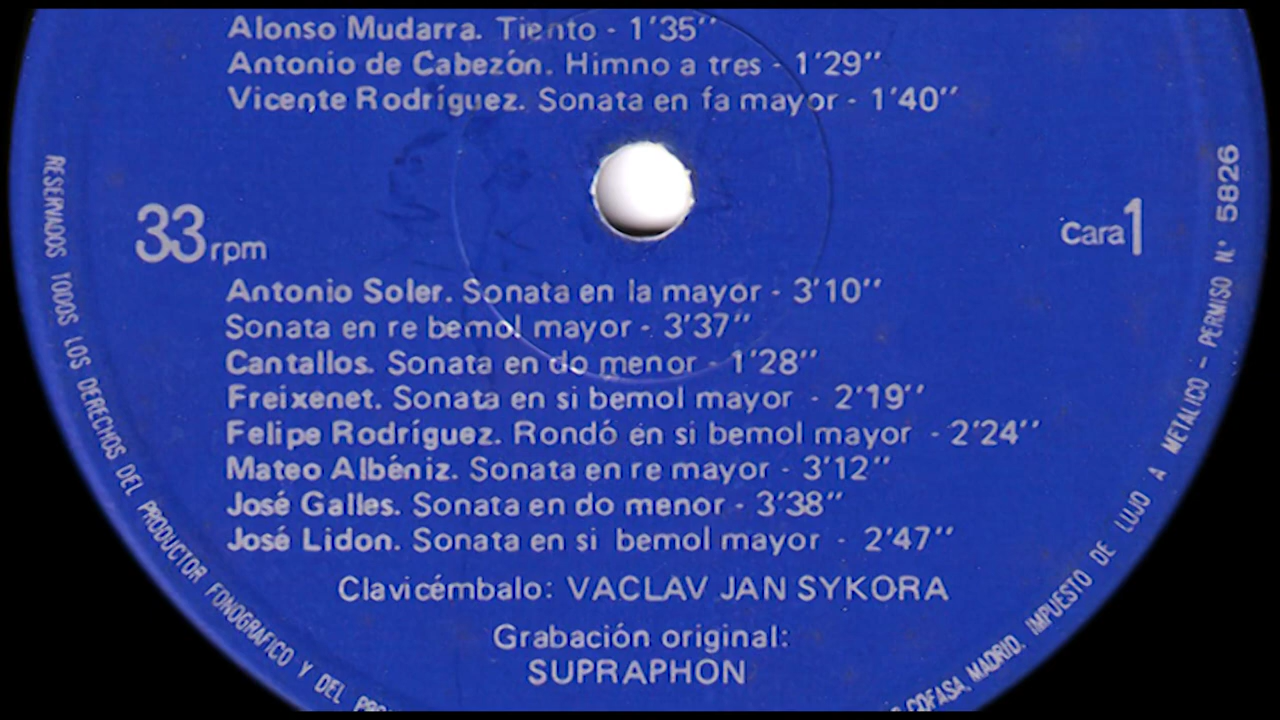 Alonso Mudarra. Tiento - 1'35''
Antonio de Cabezón. Himno a tres - 1'29''
Vicente Rodríguez. Sonata en fa mayor - 1'40''
33 rpm
Cara 1
Antonio Soler. Sonata en la mayor - 3'10''
Sonata en re bemol mayor - 3'37''
Cantallos. Sonata en do menor - 1'28''
Freixenet. Sonata en si bemol mayor - 2'19''
Felipe Rodríguez. Rondó en si bemol mayor - 2'24''
Mateo Albéniz. Sonata en re mayor - 3'12''
José Galles. Sonata en do menor - 3'38''
José Lidon. Sonata en si bemol mayor - 2'47''
Clavicémbalo: VACLAV JAN SYKORA
Grabación original:
SUPRAPHON
RESERVADOS TODOS LOS DERECHOS DEL PRODUCTOR FONOGRAFICO Y DEL
COFASA, MADRID. IMPUESTO DE LUJO A METALICO - PERMISO N.º 5826